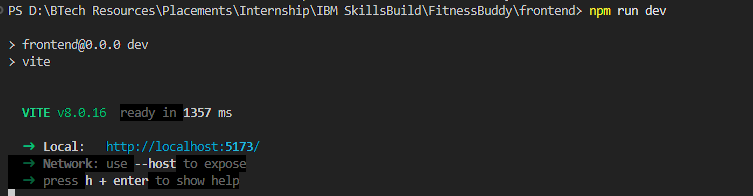 PS D:\BTech Resources\Placements\Internship\IBM SkillsBuild\FitnessBuddy\frontend> npm run dev
> frontend@0.0.0 dev
> vite
VITE v8.0.16 ready in 1357 ms
➜ Local: http://localhost:5173/
➜ Network: use --host to expose
➜ press h + enter to show help